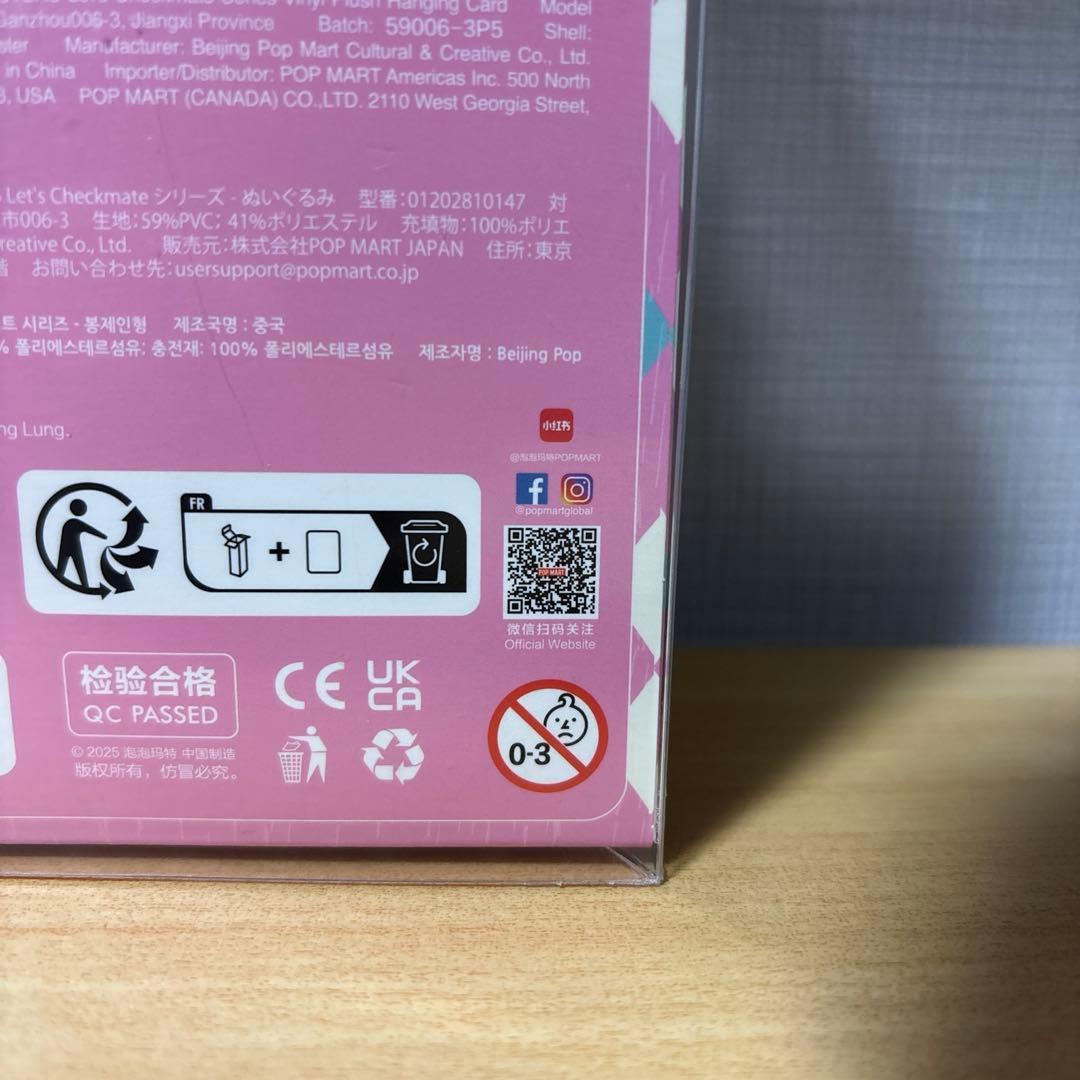 Let's Checkmate Series-Vinyl Plush Hanging Card Model
Ganzhou006-3, Jiangxi Province Batch: 59006-3P5 Shell:
Manufacturer: Beijing Pop Mart Cultural & Creative Co., Ltd.
in China Importer/Distributor: POP MART Americas Inc. 500 North
USA POP MART (CANADA) CO.,LTD. 2110 West Georgia Street,
Let's Checkmate シリーズ - ぬいぐるみ 型番:01202810147 対
市006-3 生地:59%PVC; 41%ポリエステル 充填物:100%ポリエ
reative Co., Ltd. 販売元:株式会社POP MART JAPAN 住所:東京
階 お問い合わせ先:usersupport@popmart.co.jp
트 시리즈 - 봉제인형 제조국명 : 중국
% 폴리에스테르섬유; 충전재: 100% 폴리에스테르섬유 제조자명 : Beijing Pop
ng Lung.
小红书
@泡泡玛特POPMART
@popmartglobal
FR
POP MART
微信扫码关注
Official Website
检验合格
QC PASSED
CE
UK
CA
© 2025 泡泡玛特 中国制造
版权所有，仿冒必究。
0-3